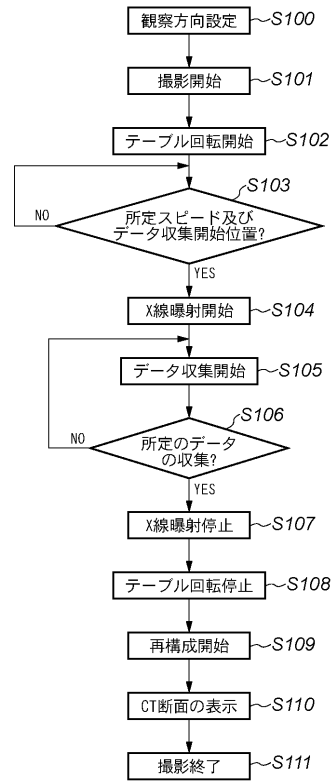 観察方向設定 S100
撮影開始 S101
テーブル回転開始 S102
S103
所定スピード及び
データ収集開始位置?
NO
YES
X線曝射開始 S104
データ収集開始 S105
S106
所定のデータ
の収集?
NO
YES
X線曝射停止 S107
テーブル回転停止 S108
再構成開始 S109
CT断面の表示 S110
撮影終了 S111